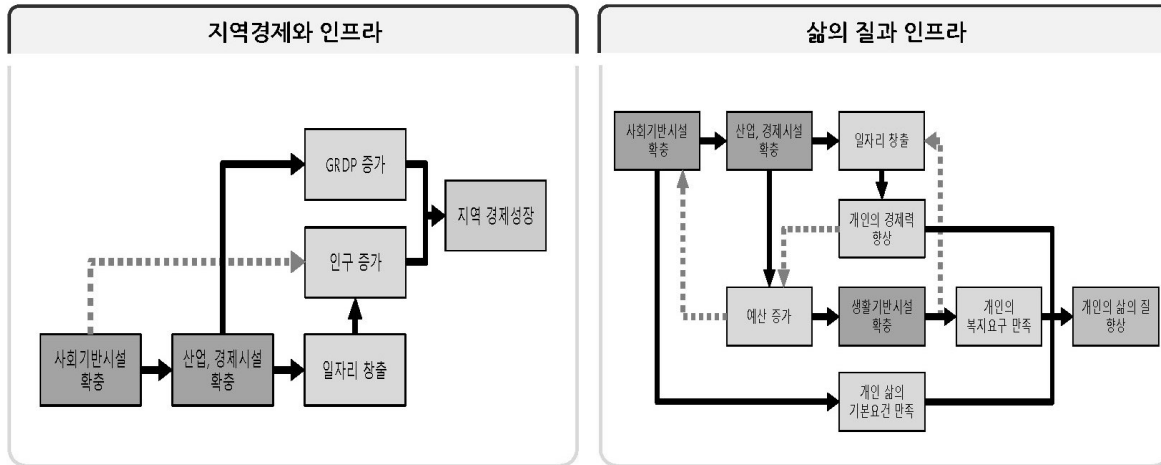 지역경제와 인프라
GRDP 증가
지역 경제성장
인구 증가
사회기반시설
확충
산업, 경제시설
확충
일자리 창출
삶의 질과 인프라
사회기반시설
확충
산업, 경제시설
확충
일자리 창출
개인의 경제력
향상
예산 증가
생활기반시설
확충
개인의
복지요구 만족
개인의 삶의 질
향상
개인 삶의
기본요건 만족